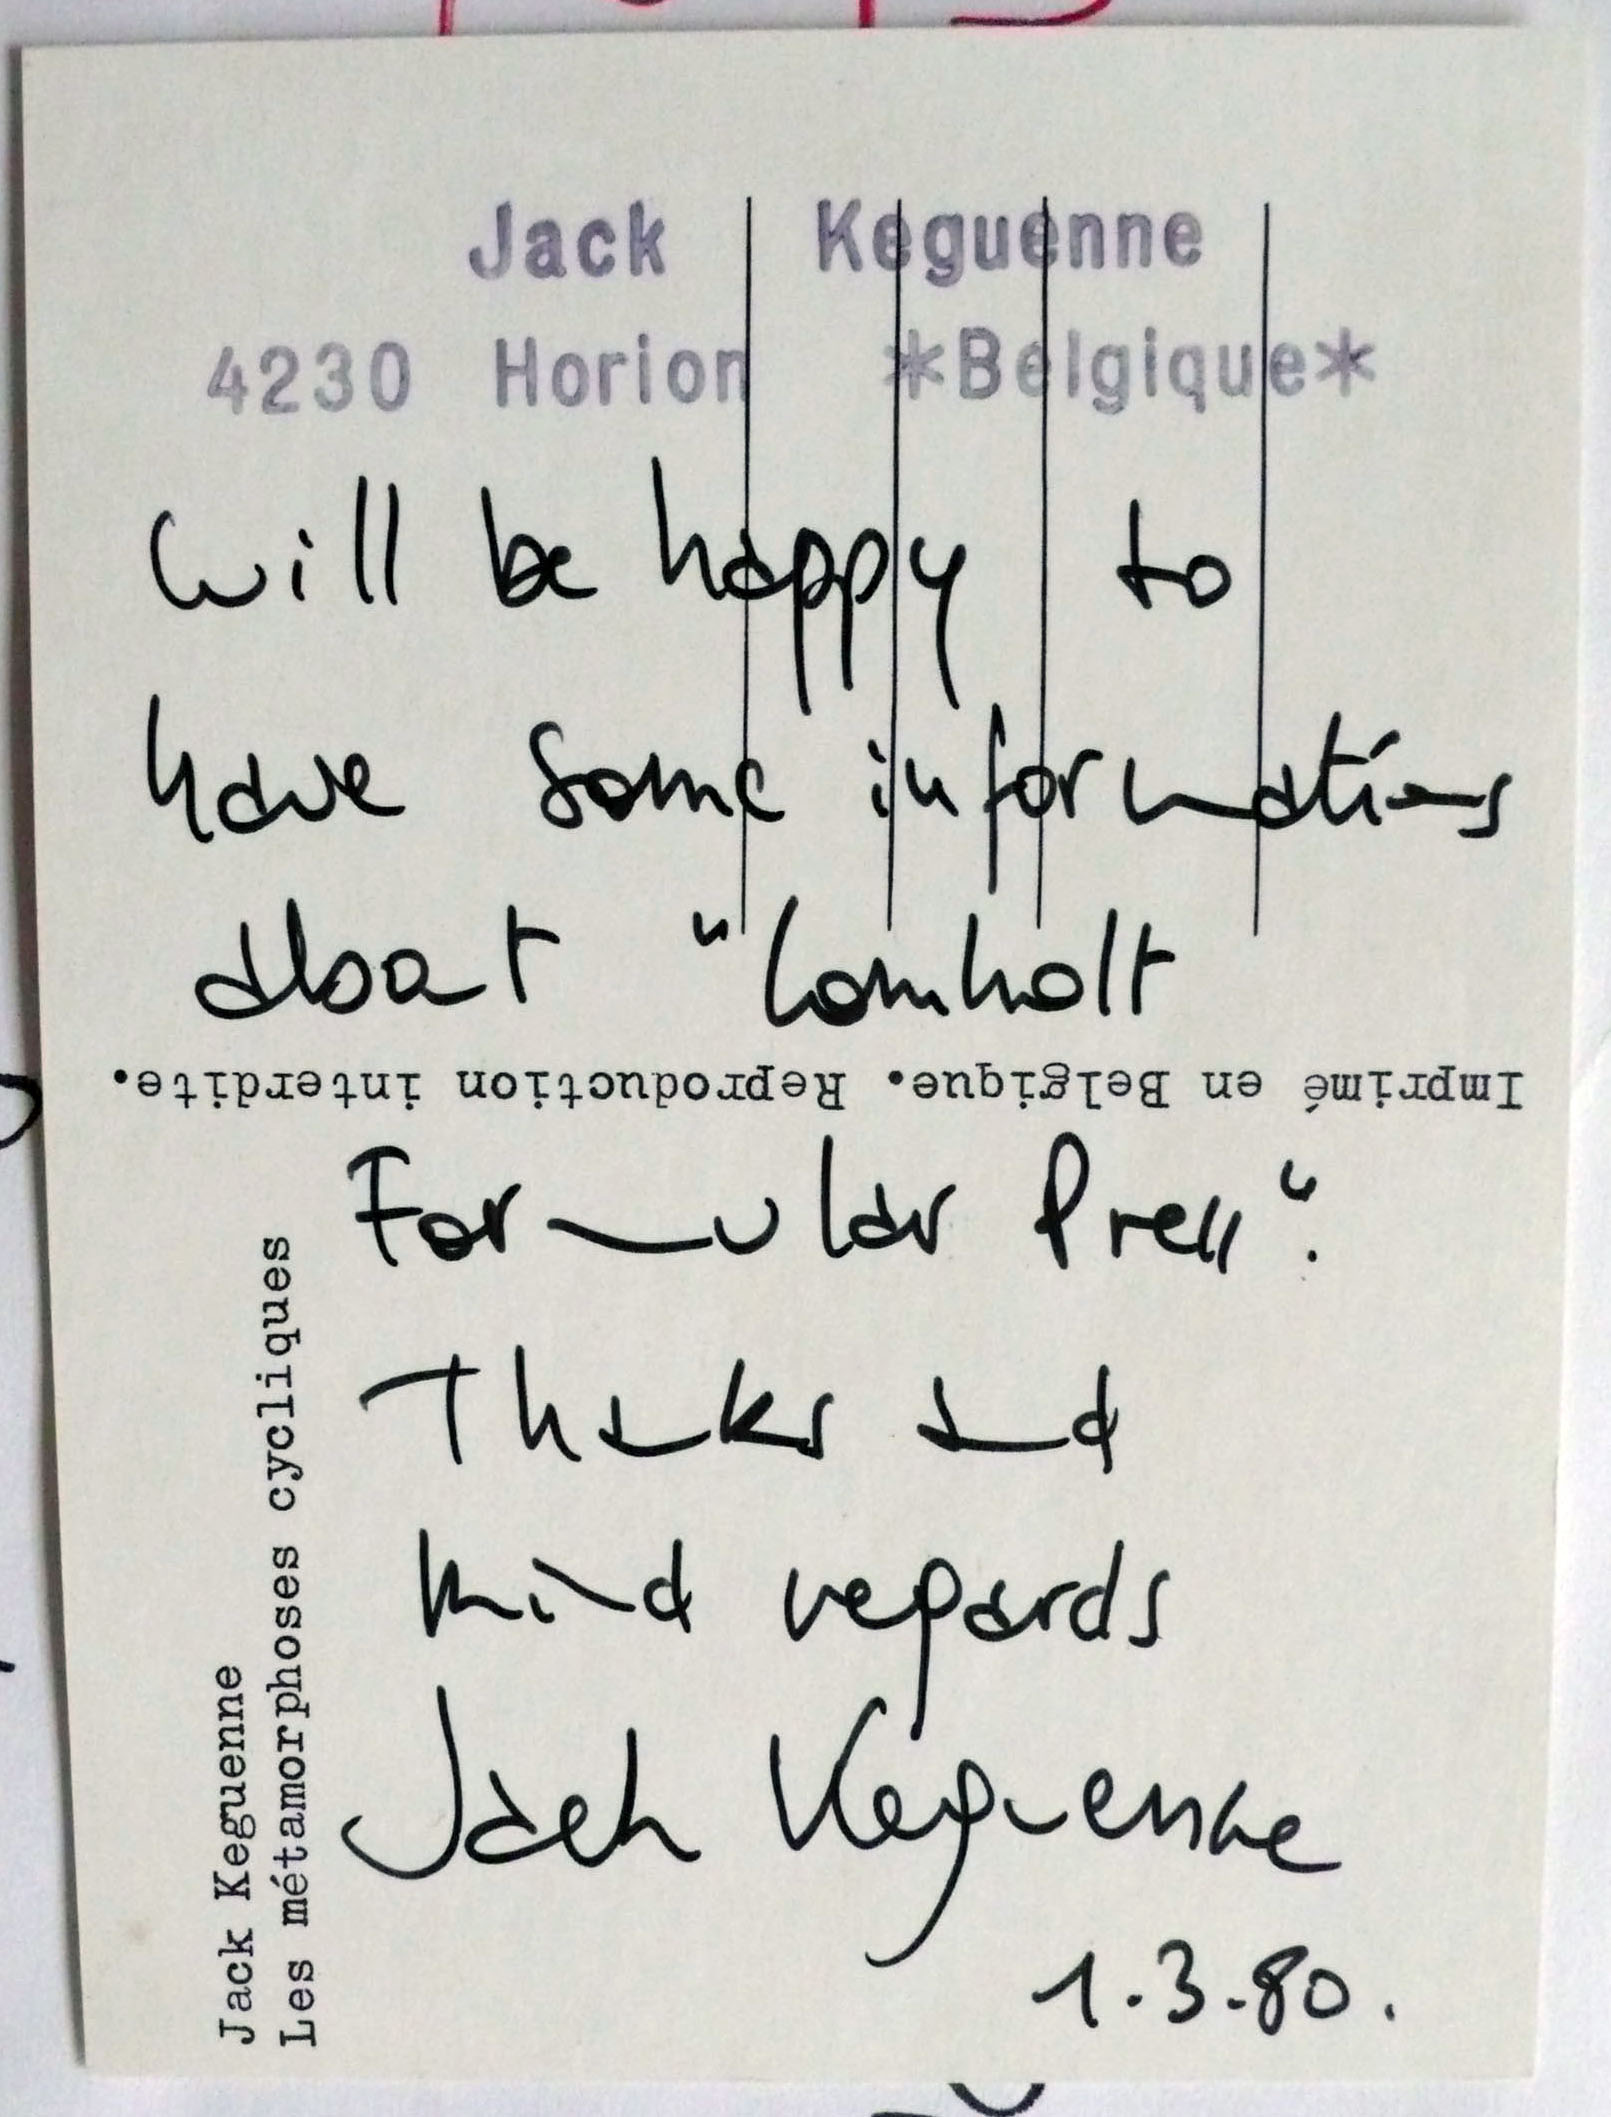 Jack Keguenne
4230 Horion *Belgique*
Will be happy to
have some informations
about "Lomholt
Imprimé en Belgique. Reproduction interdite.
Formular Press".
Thanks and
kind regards
Jack Keguenne
1.3.80.
Jack Keguenne
Les métamorphoses cycliques